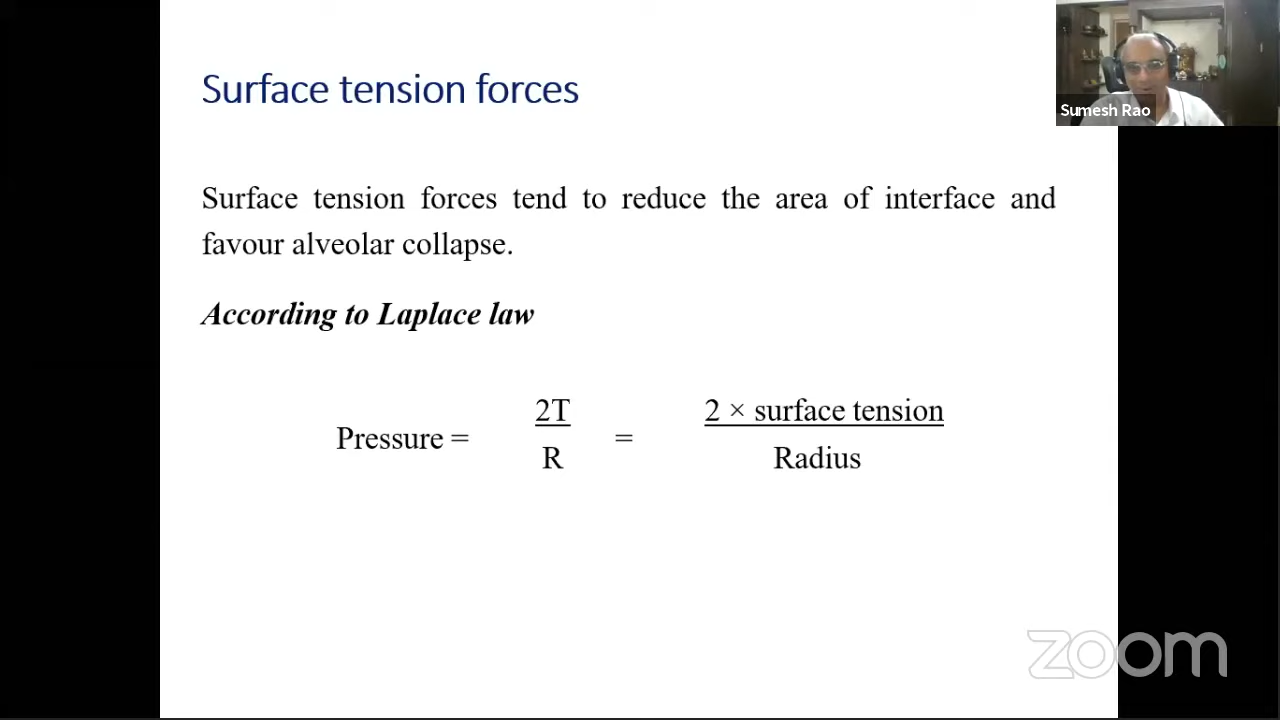 Surface tension forces
Sumesh Rao
Surface tension forces tend to reduce the area of interface and
favour alveolar collapse.
According to Laplace law
2T 2 × surface tension
Pressure = =
R Radius
zoom